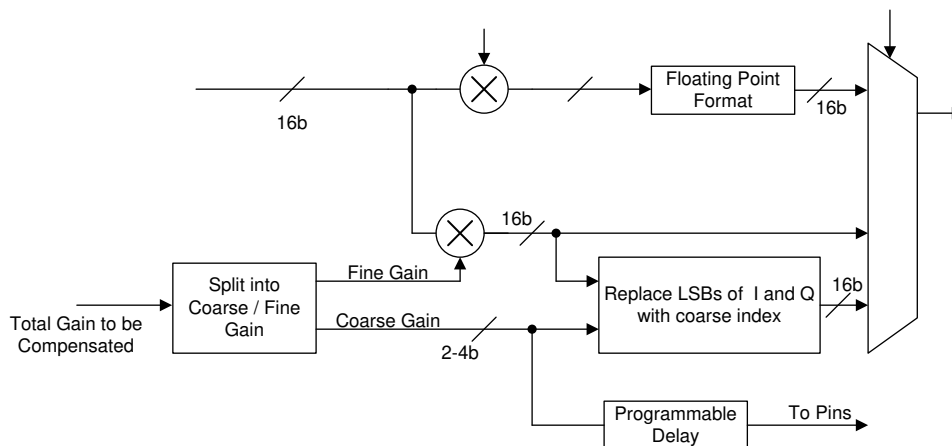 Floating Point
Format
16b
16b
16b
Fine Gain
Split into
Coarse / Fine
Gain
Replace LSBs of I and Q
with coarse index
16b
Total Gain to be
Compensated
Coarse Gain
2-4b
Programmable
Delay
To Pins